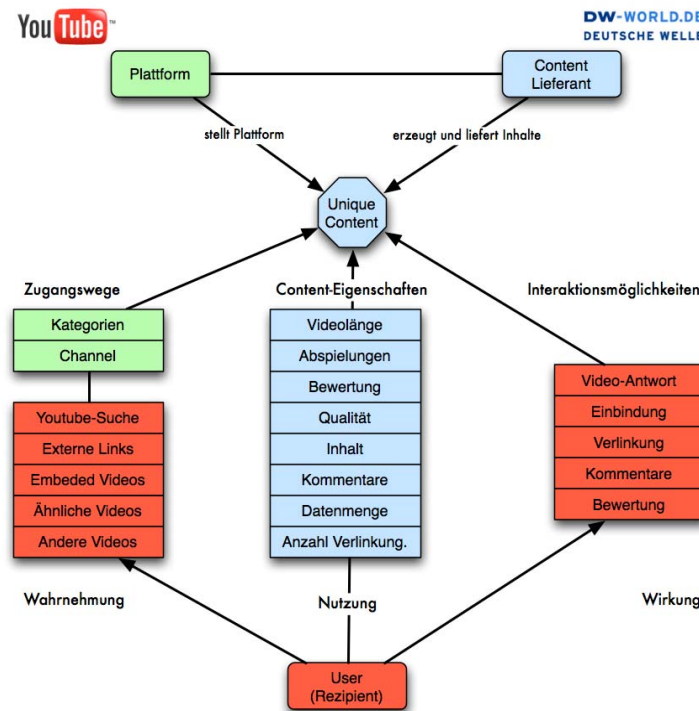 YouTube™
DW-WORLD.DE
DEUTSCHE WELLE
Plattform
Content
Lieferant
stellt Plattform
erzeugt und liefert Inhalte
Unique
Content
Zugangswege
Content-Eigenschaften
Interaktionsmöglichkeiten
Kategorien
Channel
Youtube-Suche
Externe Links
Embeded Videos
Ähnliche Videos
Andere Videos
Videolänge
Abspielungen
Bewertung
Qualität
Inhalt
Kommentare
Datenmenge
Anzahl Verlinkung.
Video-Antwort
Einbindung
Verlinkung
Kommentare
Bewertung
Wahrnehmung
Nutzung
Wirkung
User
(Rezipient)